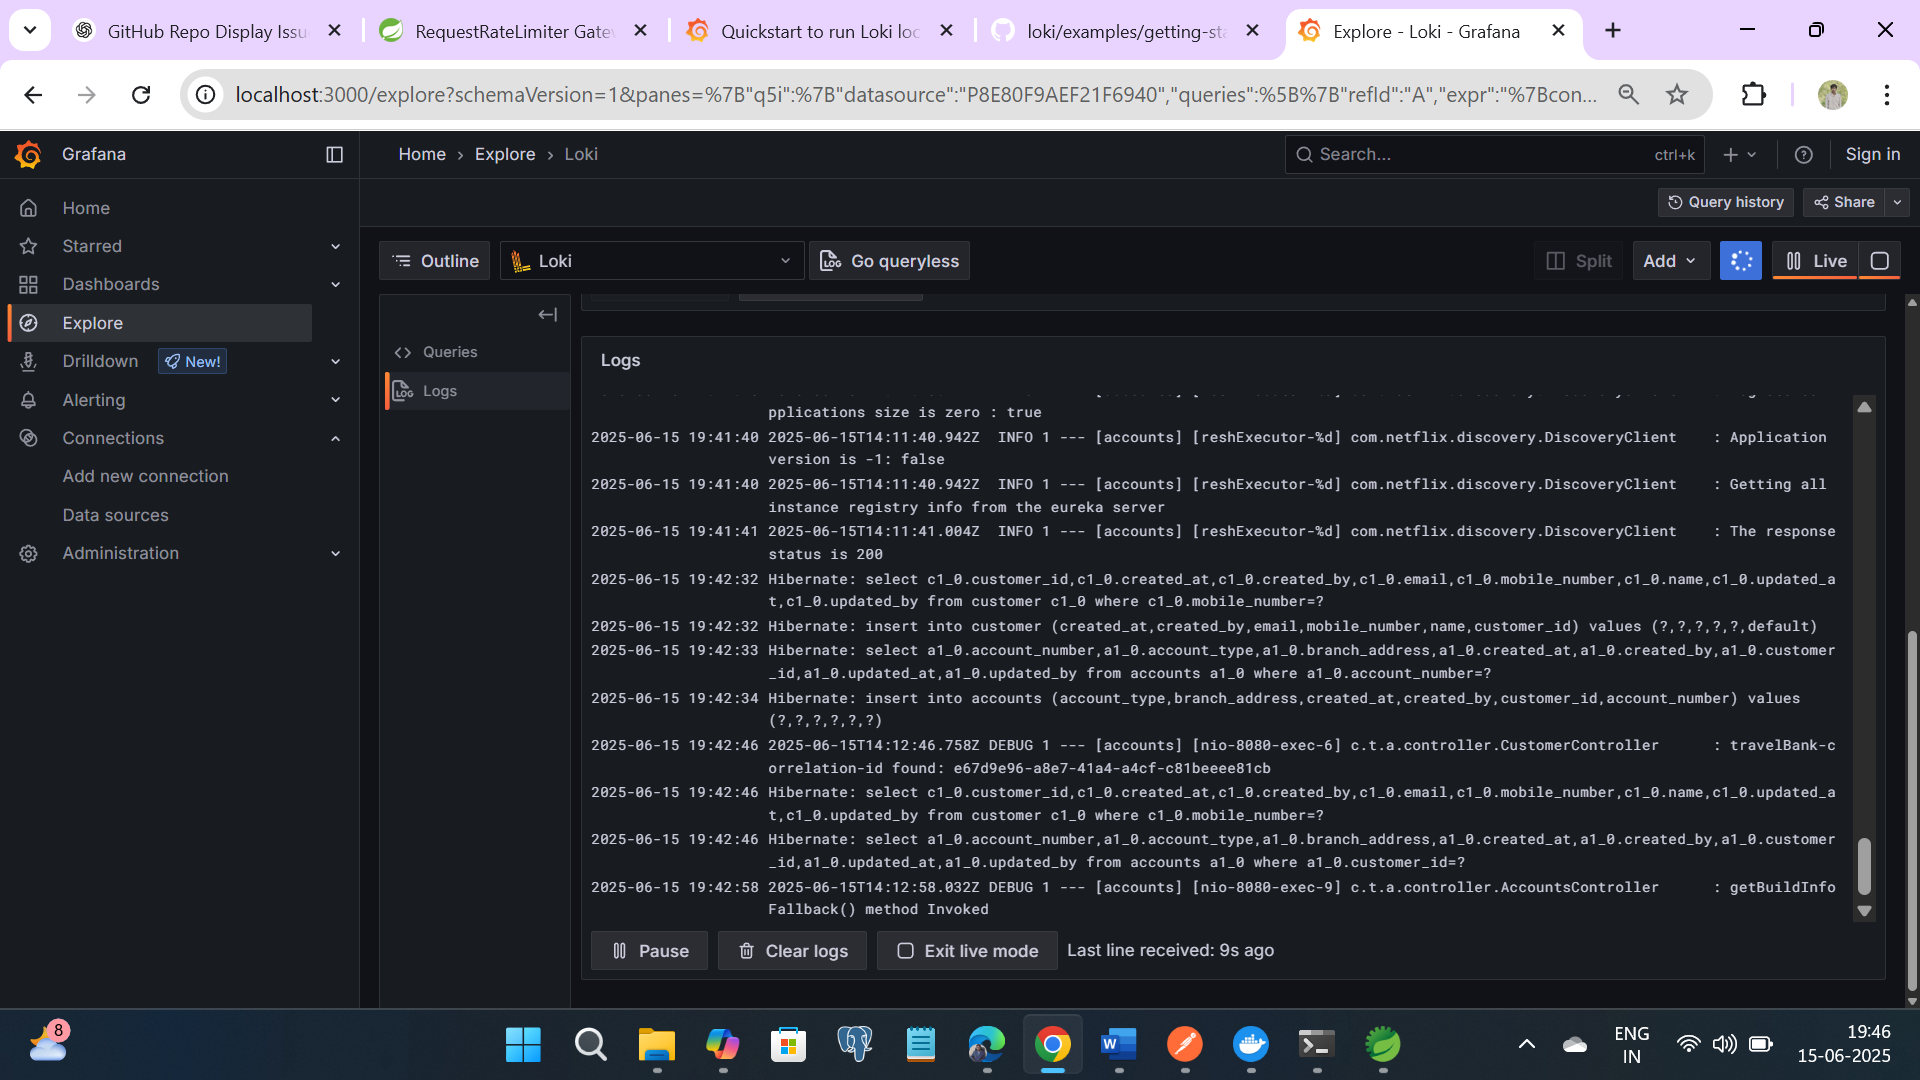 GitHub Repo Display Issu
RequestRateLimiter Gatew
Quickstart to run Loki loc
loki/examples/getting-sta
Explore - Loki - Grafana
localhost:3000/explore?schemaVersion=1&panes=%7B"q5i":%7B"datasource":"P8E80F9AEF21F6940","queries":%5B%7B"refId":"A","expr":"%7Bcon...
Grafana
Home › Explore › Loki
Search...
ctrl+k
Sign in
Query history
Share
Home
Starred
Dashboards
Explore
Drilldown
New!
Alerting
Connections
Add new connection
Data sources
Administration
Outline
Loki
Go queryless
Split
Add
Live
Queries
Logs
Logs
pplications size is zero : true
2025-06-15 19:41:40 2025-06-15T14:11:40.942Z  INFO 1 --- [accounts] [reshExecutor-%d] com.netflix.discovery.DiscoveryClient    : Application
version is -1: false
2025-06-15 19:41:40 2025-06-15T14:11:40.942Z  INFO 1 --- [accounts] [reshExecutor-%d] com.netflix.discovery.DiscoveryClient    : Getting all
instance registry info from the eureka server
2025-06-15 19:41:41 2025-06-15T14:11:41.004Z  INFO 1 --- [accounts] [reshExecutor-%d] com.netflix.discovery.DiscoveryClient    : The response
status is 200
2025-06-15 19:42:32 Hibernate: select c1_0.customer_id,c1_0.created_at,c1_0.created_by,c1_0.email,c1_0.mobile_number,c1_0.name,c1_0.updated_a
t,c1_0.updated_by from customer c1_0 where c1_0.mobile_number=?
2025-06-15 19:42:32 Hibernate: insert into customer (created_at,created_by,email,mobile_number,name,customer_id) values (?,?,?,?,?,default)
2025-06-15 19:42:33 Hibernate: select a1_0.account_number,a1_0.account_type,a1_0.branch_address,a1_0.created_at,a1_0.created_by,a1_0.customer
_id,a1_0.updated_at,a1_0.updated_by from accounts a1_0 where a1_0.account_number=?
2025-06-15 19:42:34 Hibernate: insert into accounts (account_type,branch_address,created_at,created_by,customer_id,account_number) values
(?,?,?,?,?,?)
2025-06-15 19:42:46 2025-06-15T14:12:46.758Z DEBUG 1 --- [accounts] [nio-8080-exec-6] c.t.a.controller.CustomerController      : travelBank-c
orrelation-id found: e67d9e96-a8e7-41a4-a4cf-c81beeee81cb
2025-06-15 19:42:46 Hibernate: select c1_0.customer_id,c1_0.created_at,c1_0.created_by,c1_0.email,c1_0.mobile_number,c1_0.name,c1_0.updated_a
t,c1_0.updated_by from customer c1_0 where c1_0.mobile_number=?
2025-06-15 19:42:46 Hibernate: select a1_0.account_number,a1_0.account_type,a1_0.branch_address,a1_0.created_at,a1_0.created_by,a1_0.customer
_id,a1_0.updated_at,a1_0.updated_by from accounts a1_0 where a1_0.customer_id=?
2025-06-15 19:42:58 2025-06-15T14:12:58.032Z DEBUG 1 --- [accounts] [nio-8080-exec-9] c.t.a.controller.AccountsController      : getBuildInfo
Fallback() method Invoked
Pause
Clear logs
Exit live mode
Last line received: 9s ago
8
ENG
IN
19:46
15-06-2025